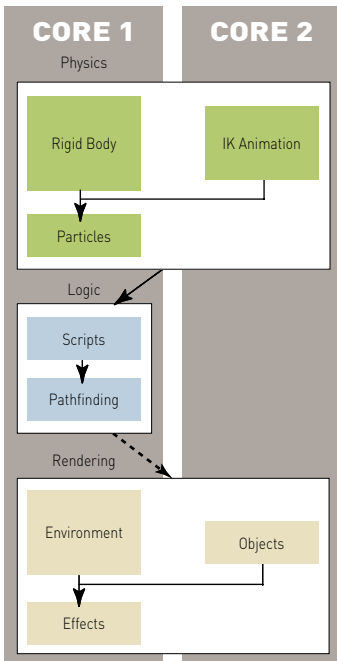 CORE 1 CORE 2
Physics
Rigid Body
IK Animation
Particles
Logic
Scripts
Pathfinding
Rendering
Environment
Objects
Effects